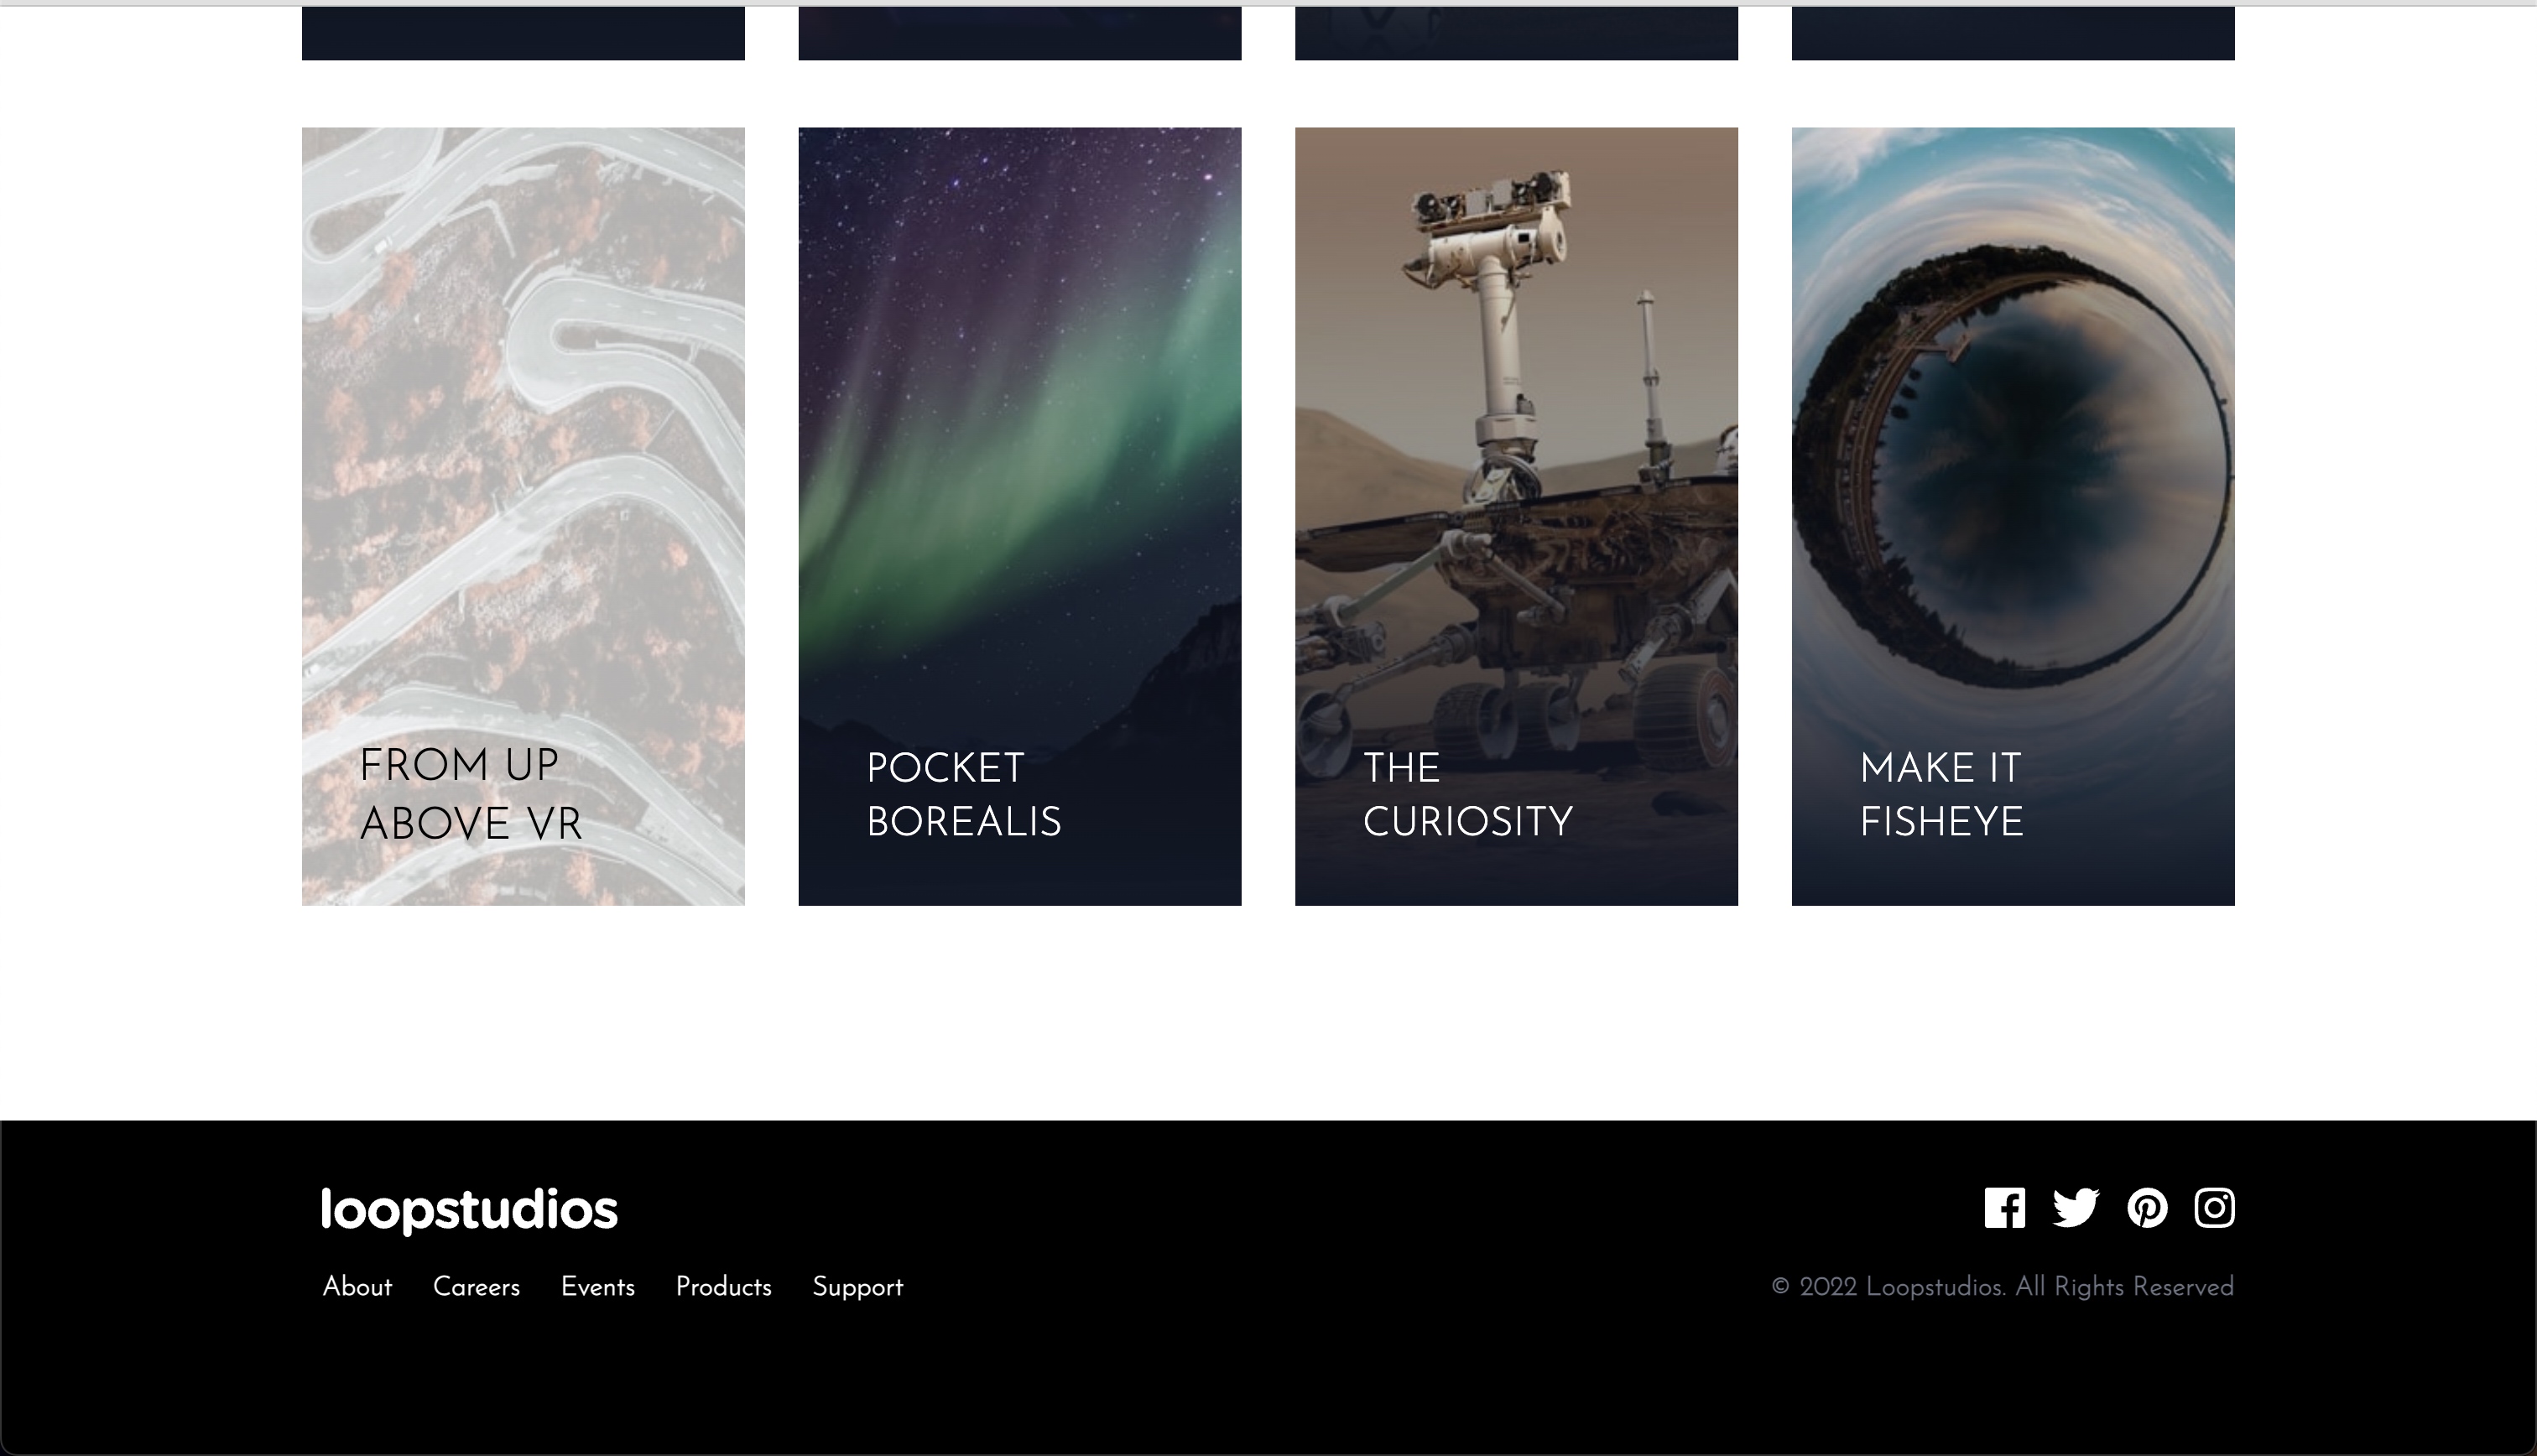 FROM UP
ABOVE VR
POCKET
BOREALIS
THE
CURIOSITY
MAKE IT
FISHEYE
loopstudios
About Careers Events Products Support
© 2022 Loopstudios. All Rights Reserved